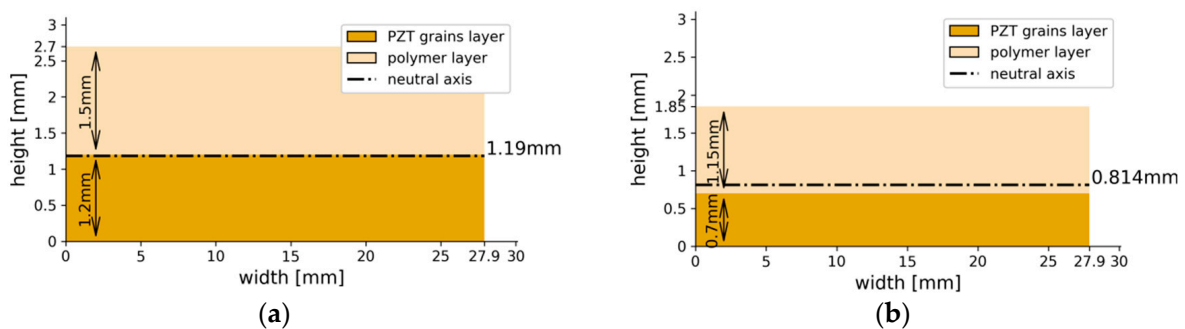 3
2.7
2.5
2
1.5
1
0.5
0
height [mm]
1.5mm
1.2mm
PZT grains layer
polymer layer
neutral axis
1.19mm
0 5 10 15 20 25 27.9 30
width [mm]
(a)
3
2.5
2
1.85
1.5
1
0.5
0
height [mm]
1.15mm
0.7mm
PZT grains layer
polymer layer
neutral axis
0.814mm
0 5 10 15 20 25 27.9 30
width [mm]
(b)